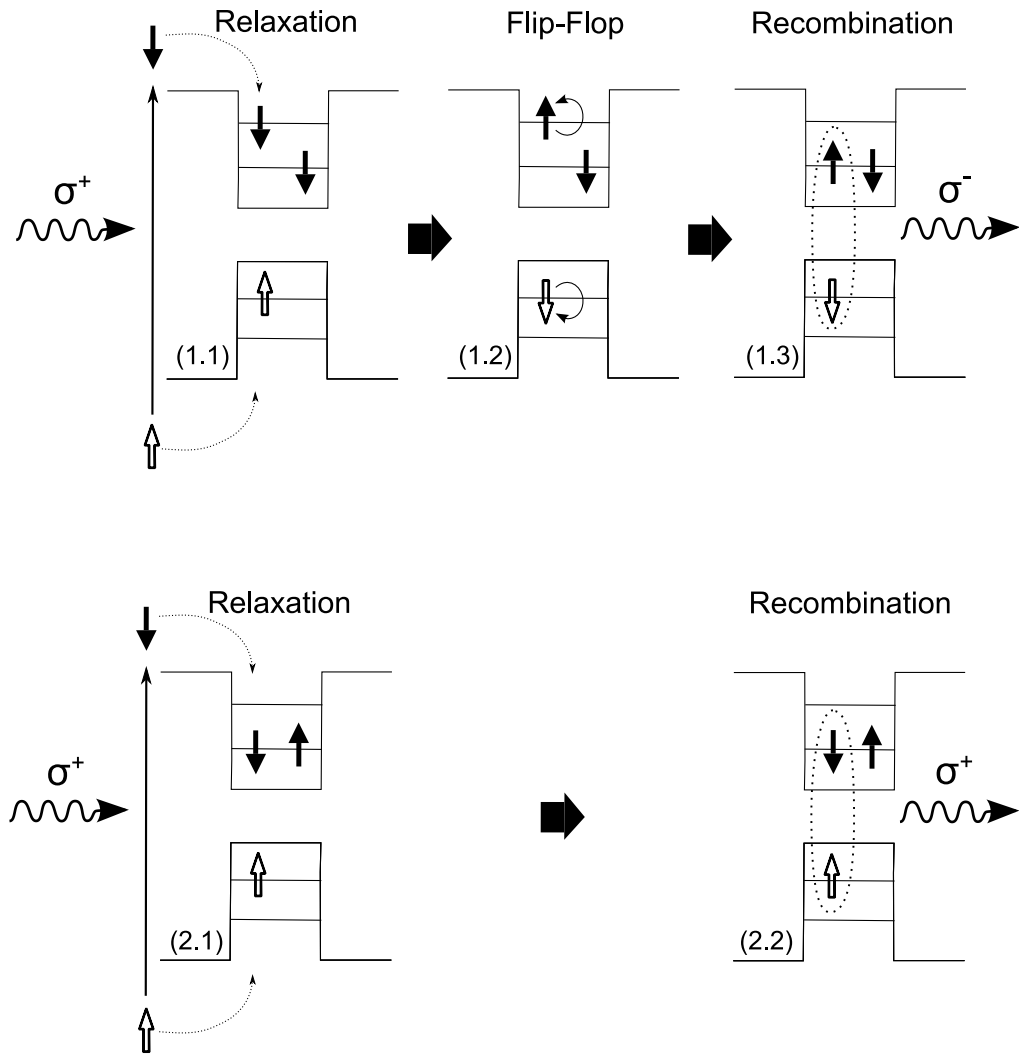 Relaxation
Flip-Flop
Recombination
σ+
σ-
(1.1)
(1.2)
(1.3)
Relaxation
Recombination
σ+
σ+
(2.1)
(2.2)